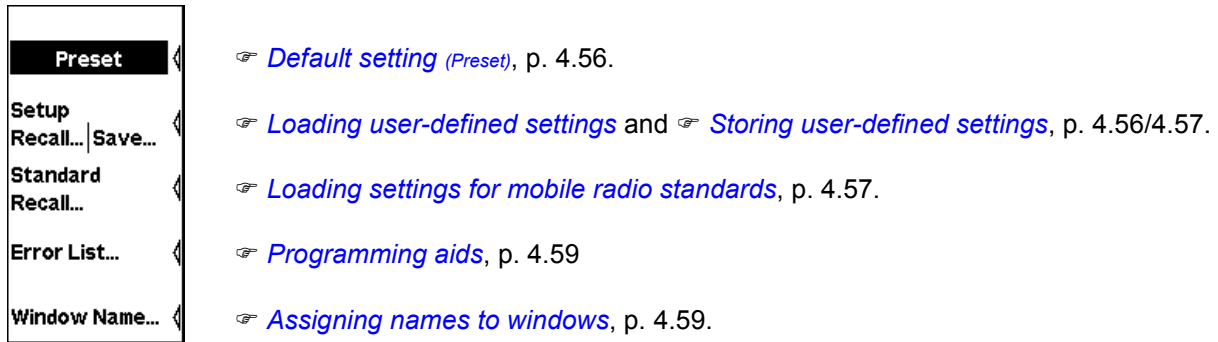 Preset
☞ Default setting (Preset), p. 4.56.
Setup
Recall...|Save...
☞ Loading user-defined settings and ☞ Storing user-defined settings, p. 4.56/4.57.
Standard
Recall...
☞ Loading settings for mobile radio standards, p. 4.57.
Error List...
☞ Programming aids, p. 4.59
Window Name...
☞ Assigning names to windows, p. 4.59.